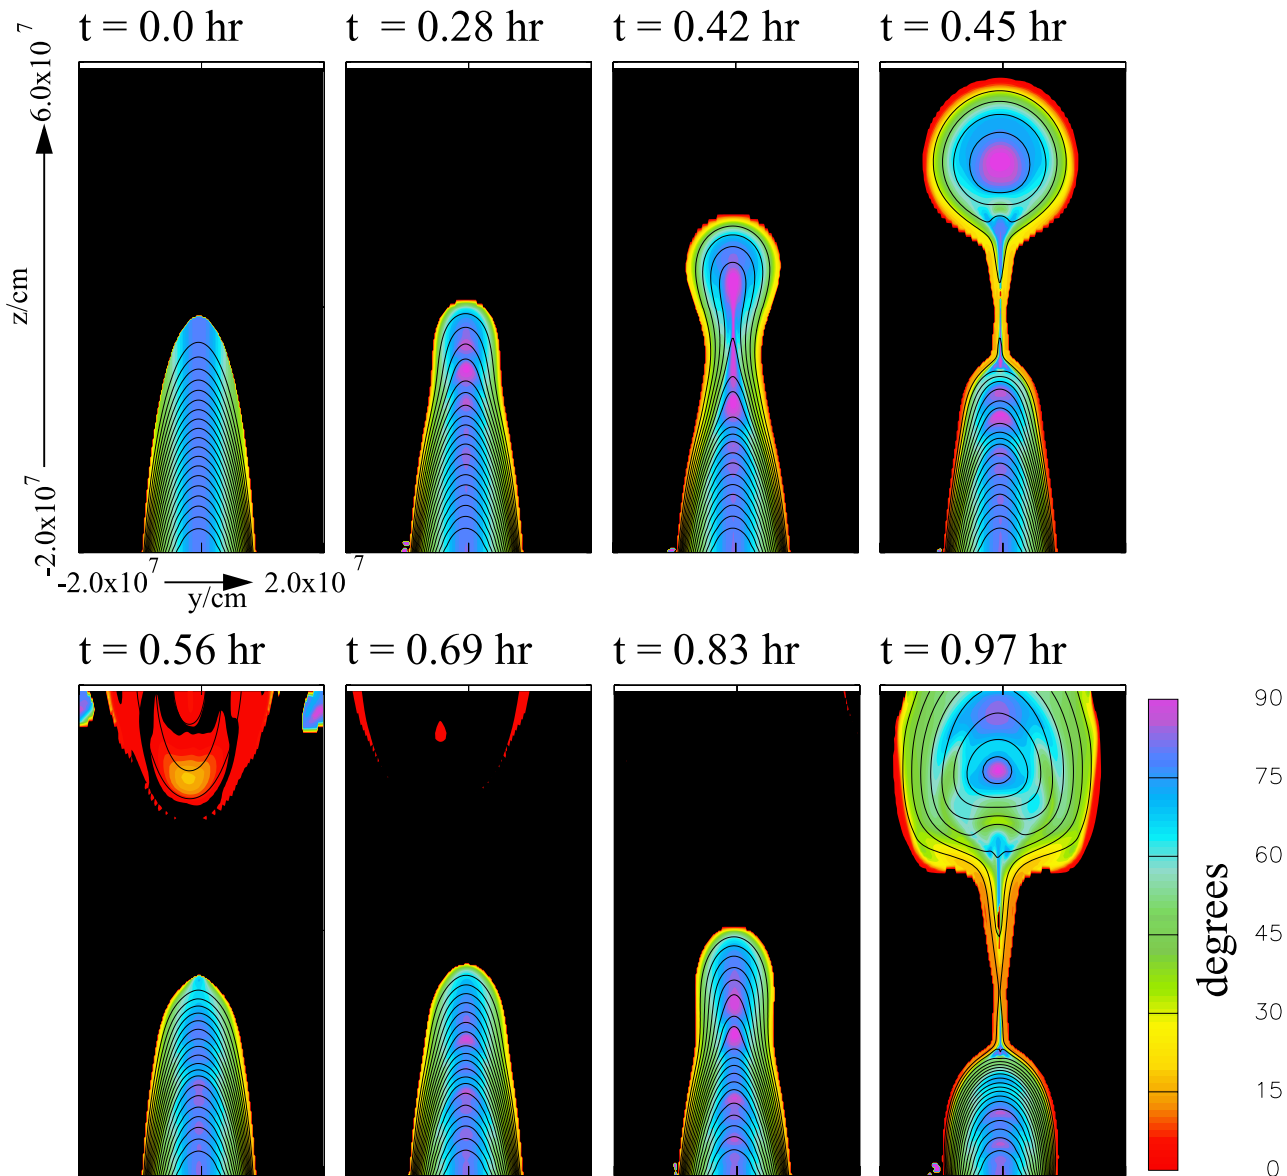 t = 0.0 hr
t = 0.28 hr
t = 0.42 hr
t = 0.45 hr
6.0x10^7
z/cm
-2.0x10^7
-2.0x10^7
y/cm
2.0x10^7
t = 0.56 hr
t = 0.69 hr
t = 0.83 hr
t = 0.97 hr
90
75
60
45
30
15
0
degrees